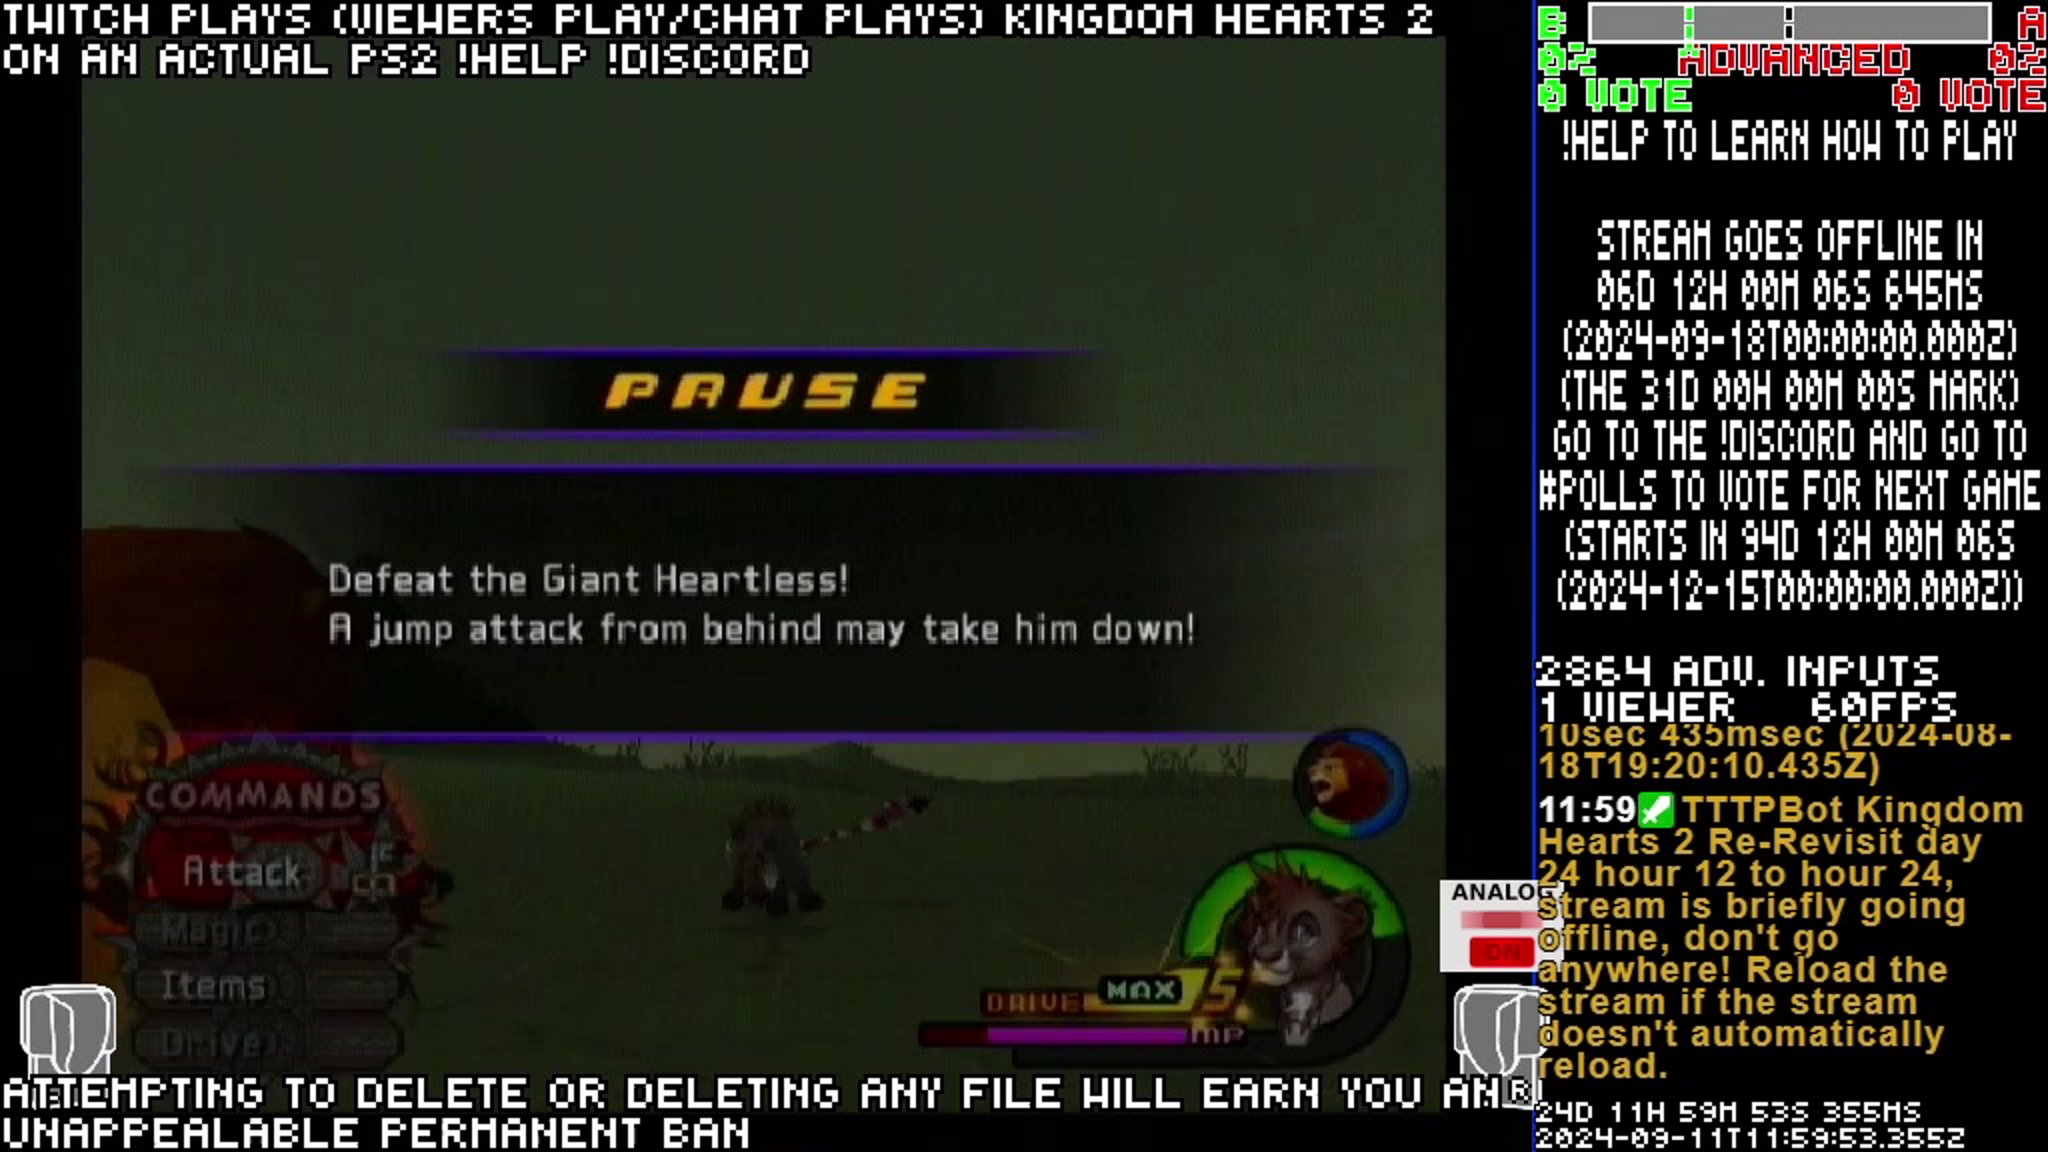 TWITCH PLAYS (VIEWERS PLAY/CHAT PLAYS) KINGDOM HEARTS 2
ON AN ACTUAL PS2 !HELP !DISCORD
PAUSE
Defeat the Giant Heartless!
A jump attack from behind may take him down!
COMMANDS
Attack
Magic
Items
Drive
DRIVE MAX 5
MP
ANALOG
ON
ATTEMPTING TO DELETE OR DELETING ANY FILE WILL EARN YOU AN
UNAPPEALABLE PERMANENT BAN
B A
0% ADVANCED 0%
0 VOTE 0 VOTE
!HELP TO LEARN HOW TO PLAY
STREAM GOES OFFLINE IN
06D 12H 00M 06S 645MS
(2024-09-18T00:00:00.000Z)
(THE 31D 00H 00M 00S MARK)
GO TO THE !DISCORD AND GO TO
#POLLS TO VOTE FOR NEXT GAME
(STARTS IN 94D 12H 00M 06S
(2024-12-15T00:00:00.000Z))
2864 ADV. INPUTS
1 VIEWER 60FPS
10sec 435msec (2024-08-
18T19:20:10.435Z)
11:59 TTTPBot Kingdom
Hearts 2 Re-Revisit day
24 hour 12 to hour 24,
stream is briefly going
offline, don't go
anywhere! Reload the
stream if the stream
doesn't automatically
reload.
24D 11H 59M 53S 355MS
2024-09-11T11:59:53.355Z